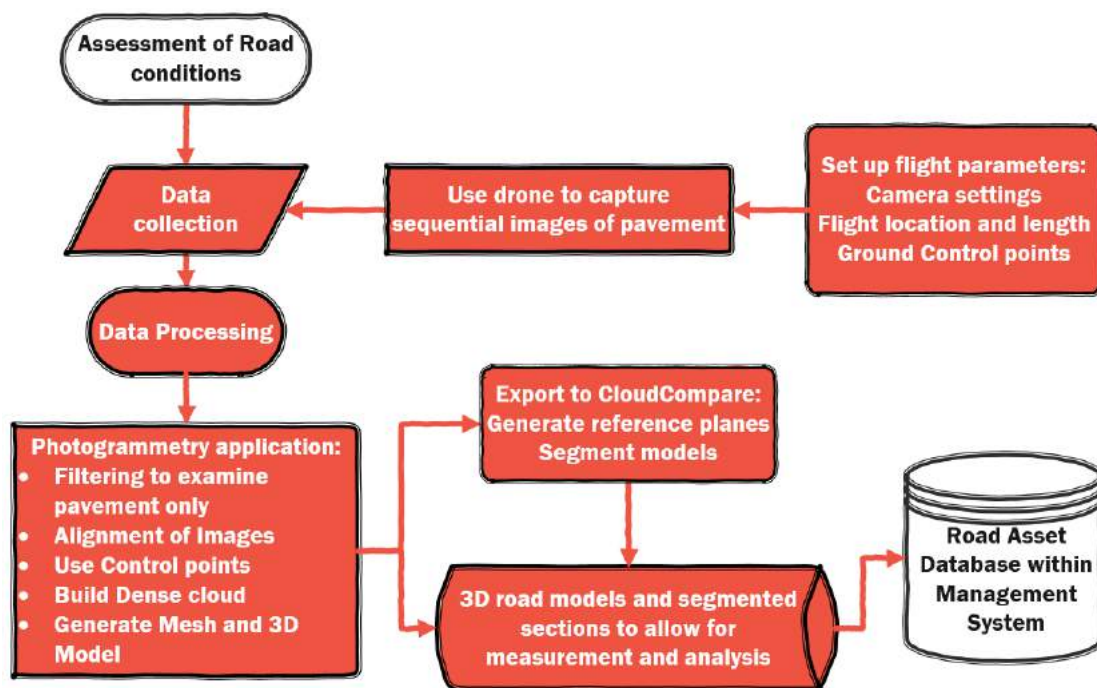 Assessment of Road
conditions
Data
collection
Use drone to capture
sequential images of pavement
Set up flight parameters:
Camera settings
Flight location and length
Ground Control points
Data Processing
Photogrammetry application:
• Filtering to examine
pavement only
• Alignment of Images
• Use Control points
• Build Dense cloud
• Generate Mesh and 3D
Model
Export to CloudCompare:
Generate reference planes
Segment models
3D road models and segmented
sections to allow for
measurement and analysis
Road Asset
Database within
Management
System